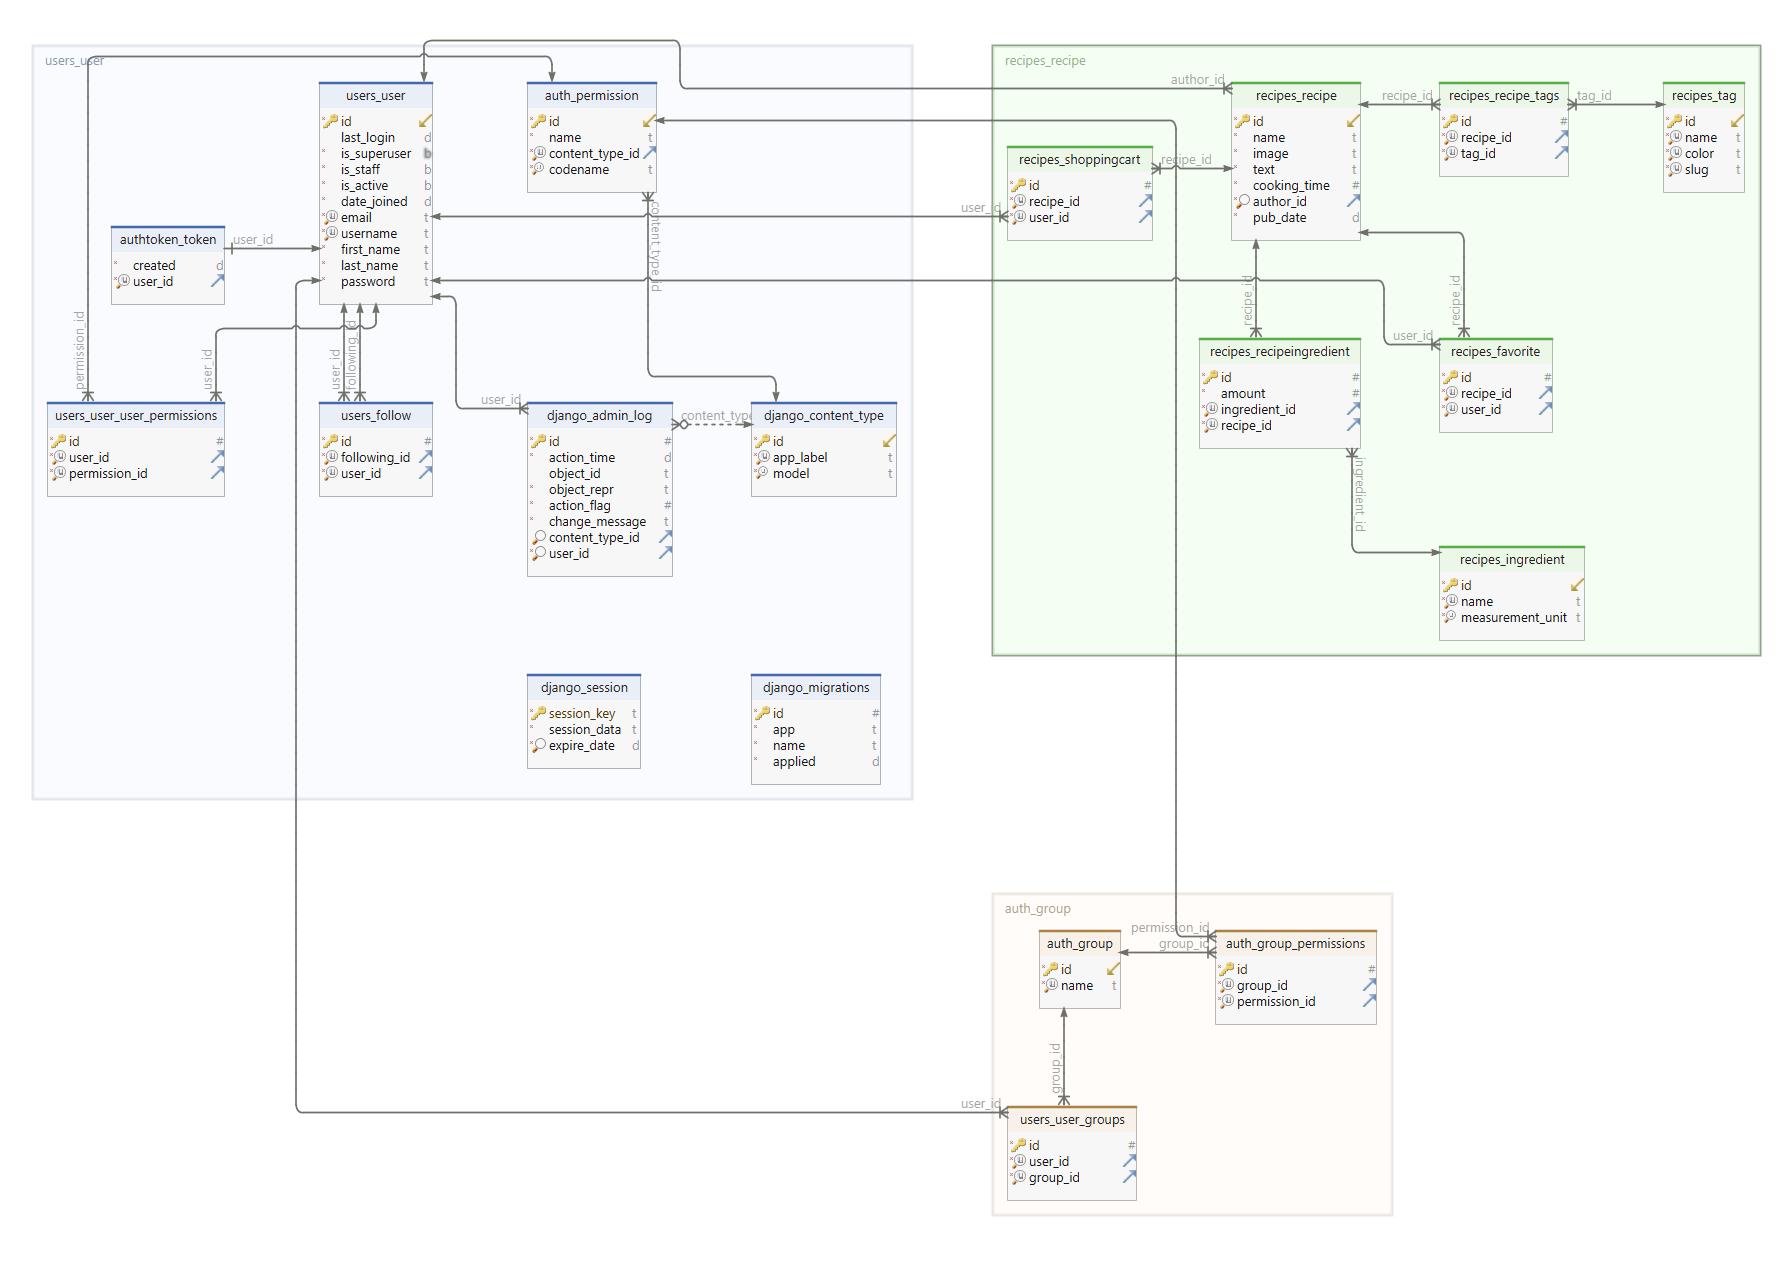 users_user
users_user
id
last_login d
is_superuser b
is_staff b
is_active b
date_joined d
email t
username t
first_name t
last_name t
password t
auth_permission
id
name t
content_type_id
codename t
content_type_id
authtoken_token
created d
user_id
user_id
permission_id
user_id
user_id
following_id
users_user_user_permissions
id #
user_id
permission_id
users_follow
id #
following_id
user_id
user_id
django_admin_log
id #
action_time d
object_id t
object_repr t
action_flag #
change_message t
content_type_id
user_id
content_type
django_content_type
id
app_label t
model t
django_session
session_key t
session_data t
expire_date d
django_migrations
id #
app t
name t
applied d
recipes_recipe
author_id
recipes_recipe
id
name t
image t
text t
cooking_time #
author_id
pub_date d
recipe_id
recipes_recipe_tags
id #
recipe_id
tag_id
tag_id
recipes_tag
id
name t
color t
slug t
recipes_shoppingcart
id #
recipe_id
user_id
recipe_id
user_id
recipe_id
recipe_id
user_id
recipes_recipeingredient
id #
amount #
ingredient_id
recipe_id
recipes_favorite
id #
recipe_id
user_id
ingredient_id
recipes_ingredient
id
name t
measurement_unit t
auth_group
auth_group
id
name t
permission_id
group_id
auth_group_permissions
id #
group_id
permission_id
group_id
user_id
users_user_groups
id #
user_id
group_id